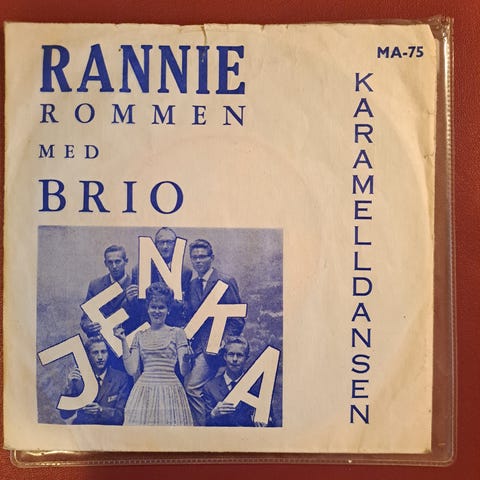 RANNIE
ROMMEN
MED
BRIO
MA-75
KARAMELLDANSEN
JENKA